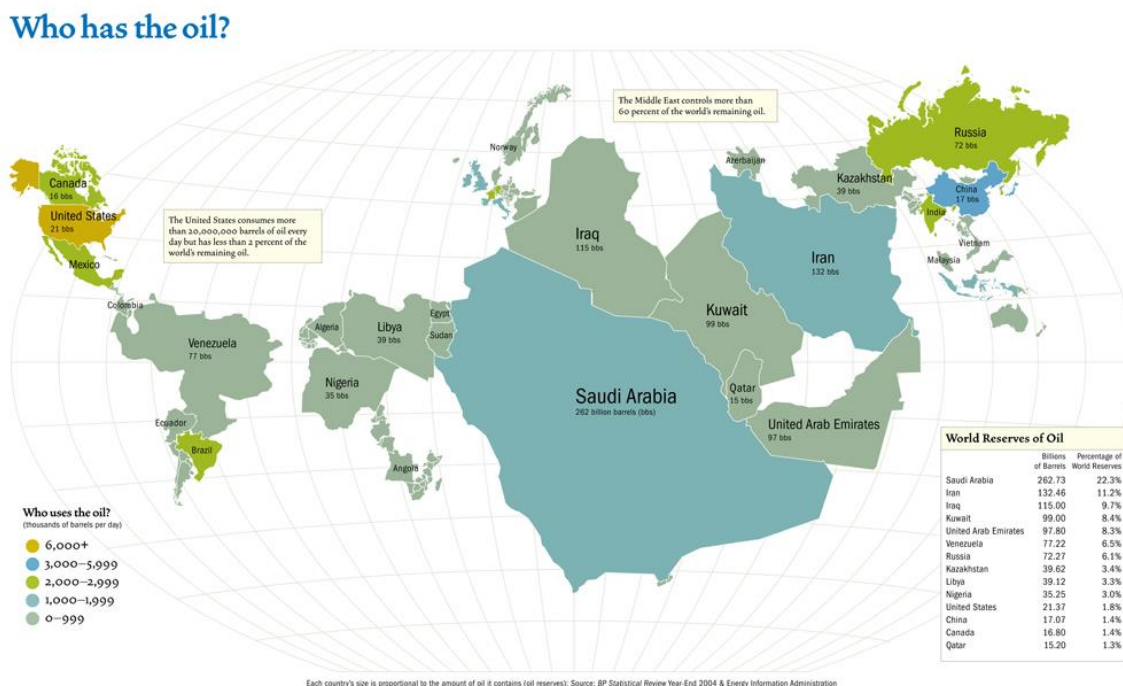 Who has the oil?
The Middle East controls more than
60 percent of the world's remaining oil.
Norway
Azerbaijan
Russia
72 bbs
Kazakhstan
39 bbs
Canada
16 bbs
United States
21 bbs
Mexico
The United States consumes more
than 20,000,000 barrels of oil every
day but has less than 2 percent of the
world's remaining oil.
China
17 bbs
India
Vietnam
Malaysia
Iraq
115 bbs
Iran
132 bbs
Kuwait
99 bbs
Colombia
Venezuela
77 bbs
Algeria
Libya
39 bbs
Egypt
Sudan
Nigeria
35 bbs
Saudi Arabia
262 billion barrels (bbs)
Qatar
15 bbs
United Arab Emirates
97 bbs
Ecuador
Brazil
Angola
Who uses the oil?
(thousands of barrels per day)
6,000+
3,000–5,999
2,000–2,999
1,000–1,999
0–999
World Reserves of Oil
Billions of Barrels Percentage of World Reserves
Saudi Arabia 262.73 22.3%
Iran 132.46 11.2%
Iraq 115.00 9.7%
Kuwait 99.00 8.4%
United Arab Emirates 97.80 8.3%
Venezuela 77.22 6.5%
Russia 72.27 6.1%
Kazakhstan 39.62 3.4%
Libya 39.12 3.3%
Nigeria 35.25 3.0%
United States 21.37 1.8%
China 17.07 1.4%
Canada 16.80 1.4%
Qatar 15.20 1.3%
Each country's size is proportional to the amount of oil it contains (oil reserves); Source: BP Statistical Review Year-End 2004 & Energy Information Administration